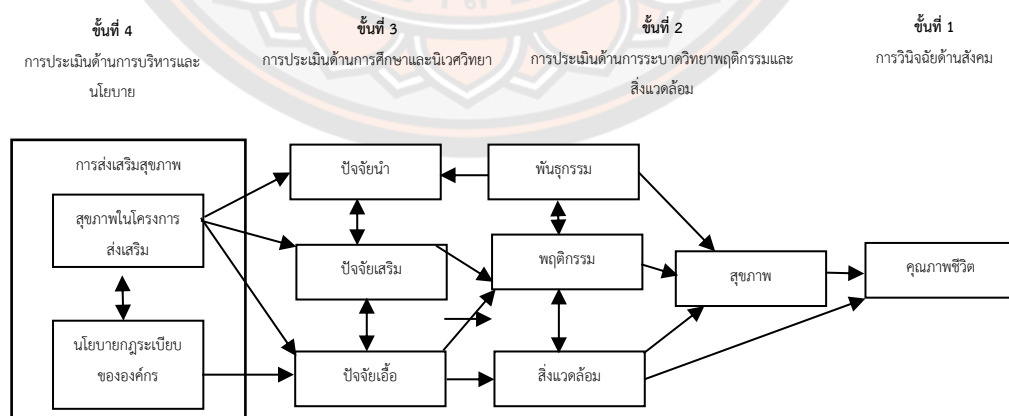 ขั้นที่ 4
การประเมินด้านการบริหารและ
นโยบาย
ขั้นที่ 3
การประเมินด้านการศึกษาและนิเวศวิทยา
ขั้นที่ 2
การประเมินด้านการระบาดวิทยาพฤติกรรมและ
สิ่งแวดล้อม
ขั้นที่ 1
การวินิจฉัยด้านสังคม
การส่งเสริมสุขภาพ
สุขภาพในโครงการ
ส่งเสริม
นโยบายกฎระเบียบ
ขององค์กร
ปัจจัยนำ
ปัจจัยเสริม
ปัจจัยเอื้อ
พันธุกรรม
พฤติกรรม
สิ่งแวดล้อม
สุขภาพ
คุณภาพชีวิต